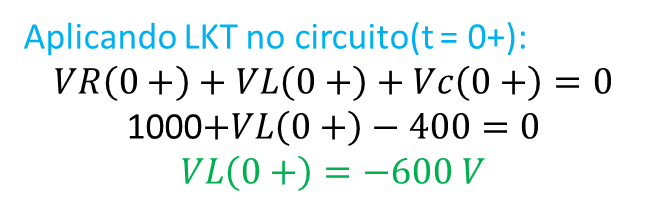 Aplicando LKT no circuito(t = 0+):
VR(0 +) + VL(0 +) + Vc(0 +) = 0
1000+VL(0 +) − 400 = 0
VL(0 +) = −600 V